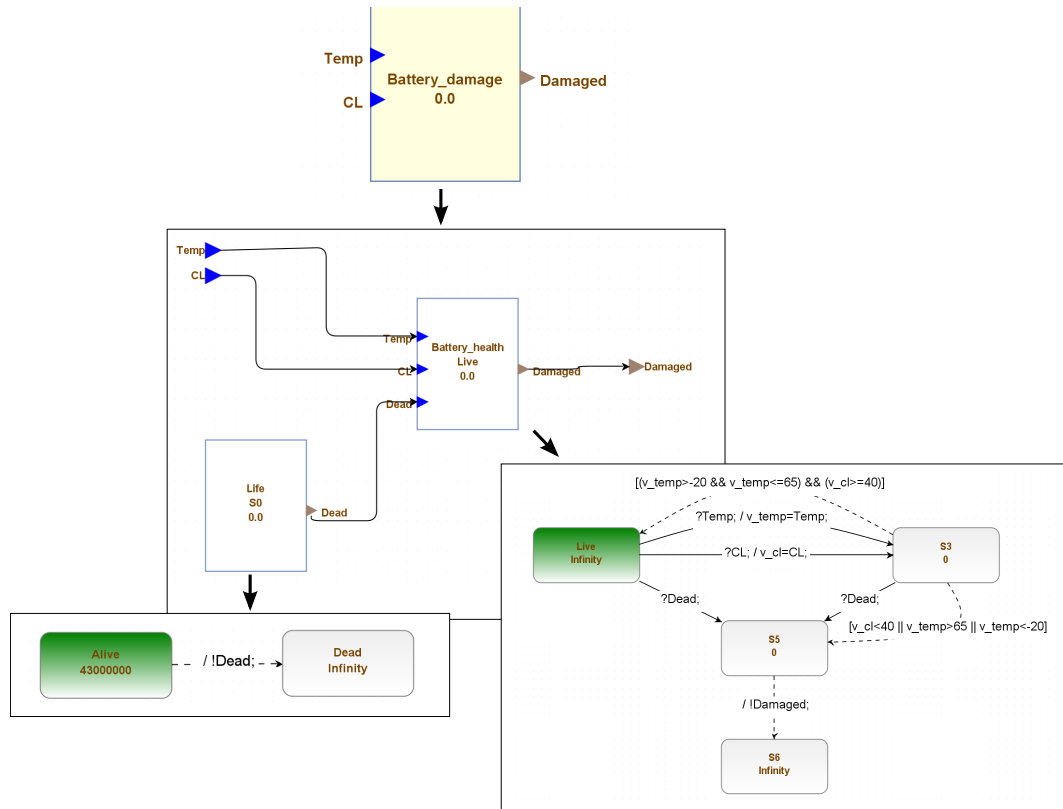 Temp
Battery_damage
0.0
Damaged
CL
Temp
CL
Temp
Battery_health
Live
0.0
CL
Damaged
Damaged
Dead
Life
S0
0.0
Dead
[(v_temp>-20 && v_temp<=65) && (v_cl>=40)]
?Temp; / v_temp=Temp;
Live
Infinity
?CL; / v_cl=CL;
S3
0
?Dead;
?Dead;
[v_cl<40 || v_temp>65 || v_temp<-20]
S5
0
/ !Damaged;
S6
Infinity
Alive
43000000
/ !Dead;
Dead
Infinity